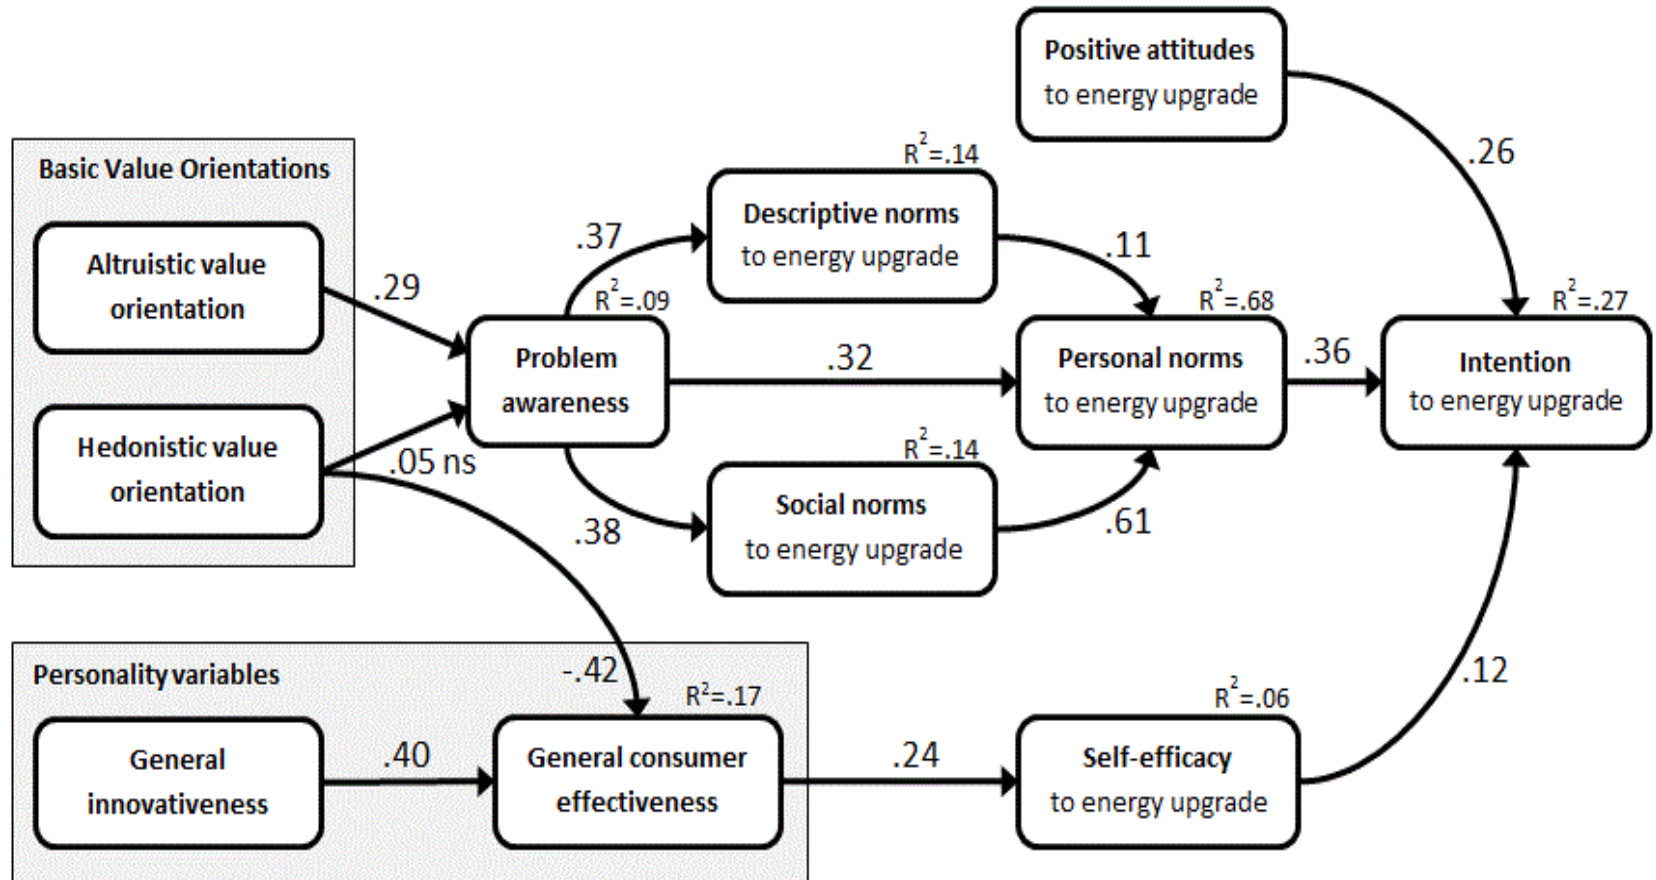 Positive attitudes
to energy upgrade
.26
Basic Value Orientations
Altruistic value
orientation
.29
Hedonistic value
orientation
.05 ns
R²=.09
Problem
awareness
.37
.32
.38
R²=.14
Descriptive norms
to energy upgrade
.11
R²=.14
Social norms
to energy upgrade
.61
R²=.68
Personal norms
to energy upgrade
.36
R²=.27
Intention
to energy upgrade
Personality variables
-.42
R²=.17
General
innovativeness
.40
General consumer
effectiveness
.24
R²=.06
Self-efficacy
to energy upgrade
.12